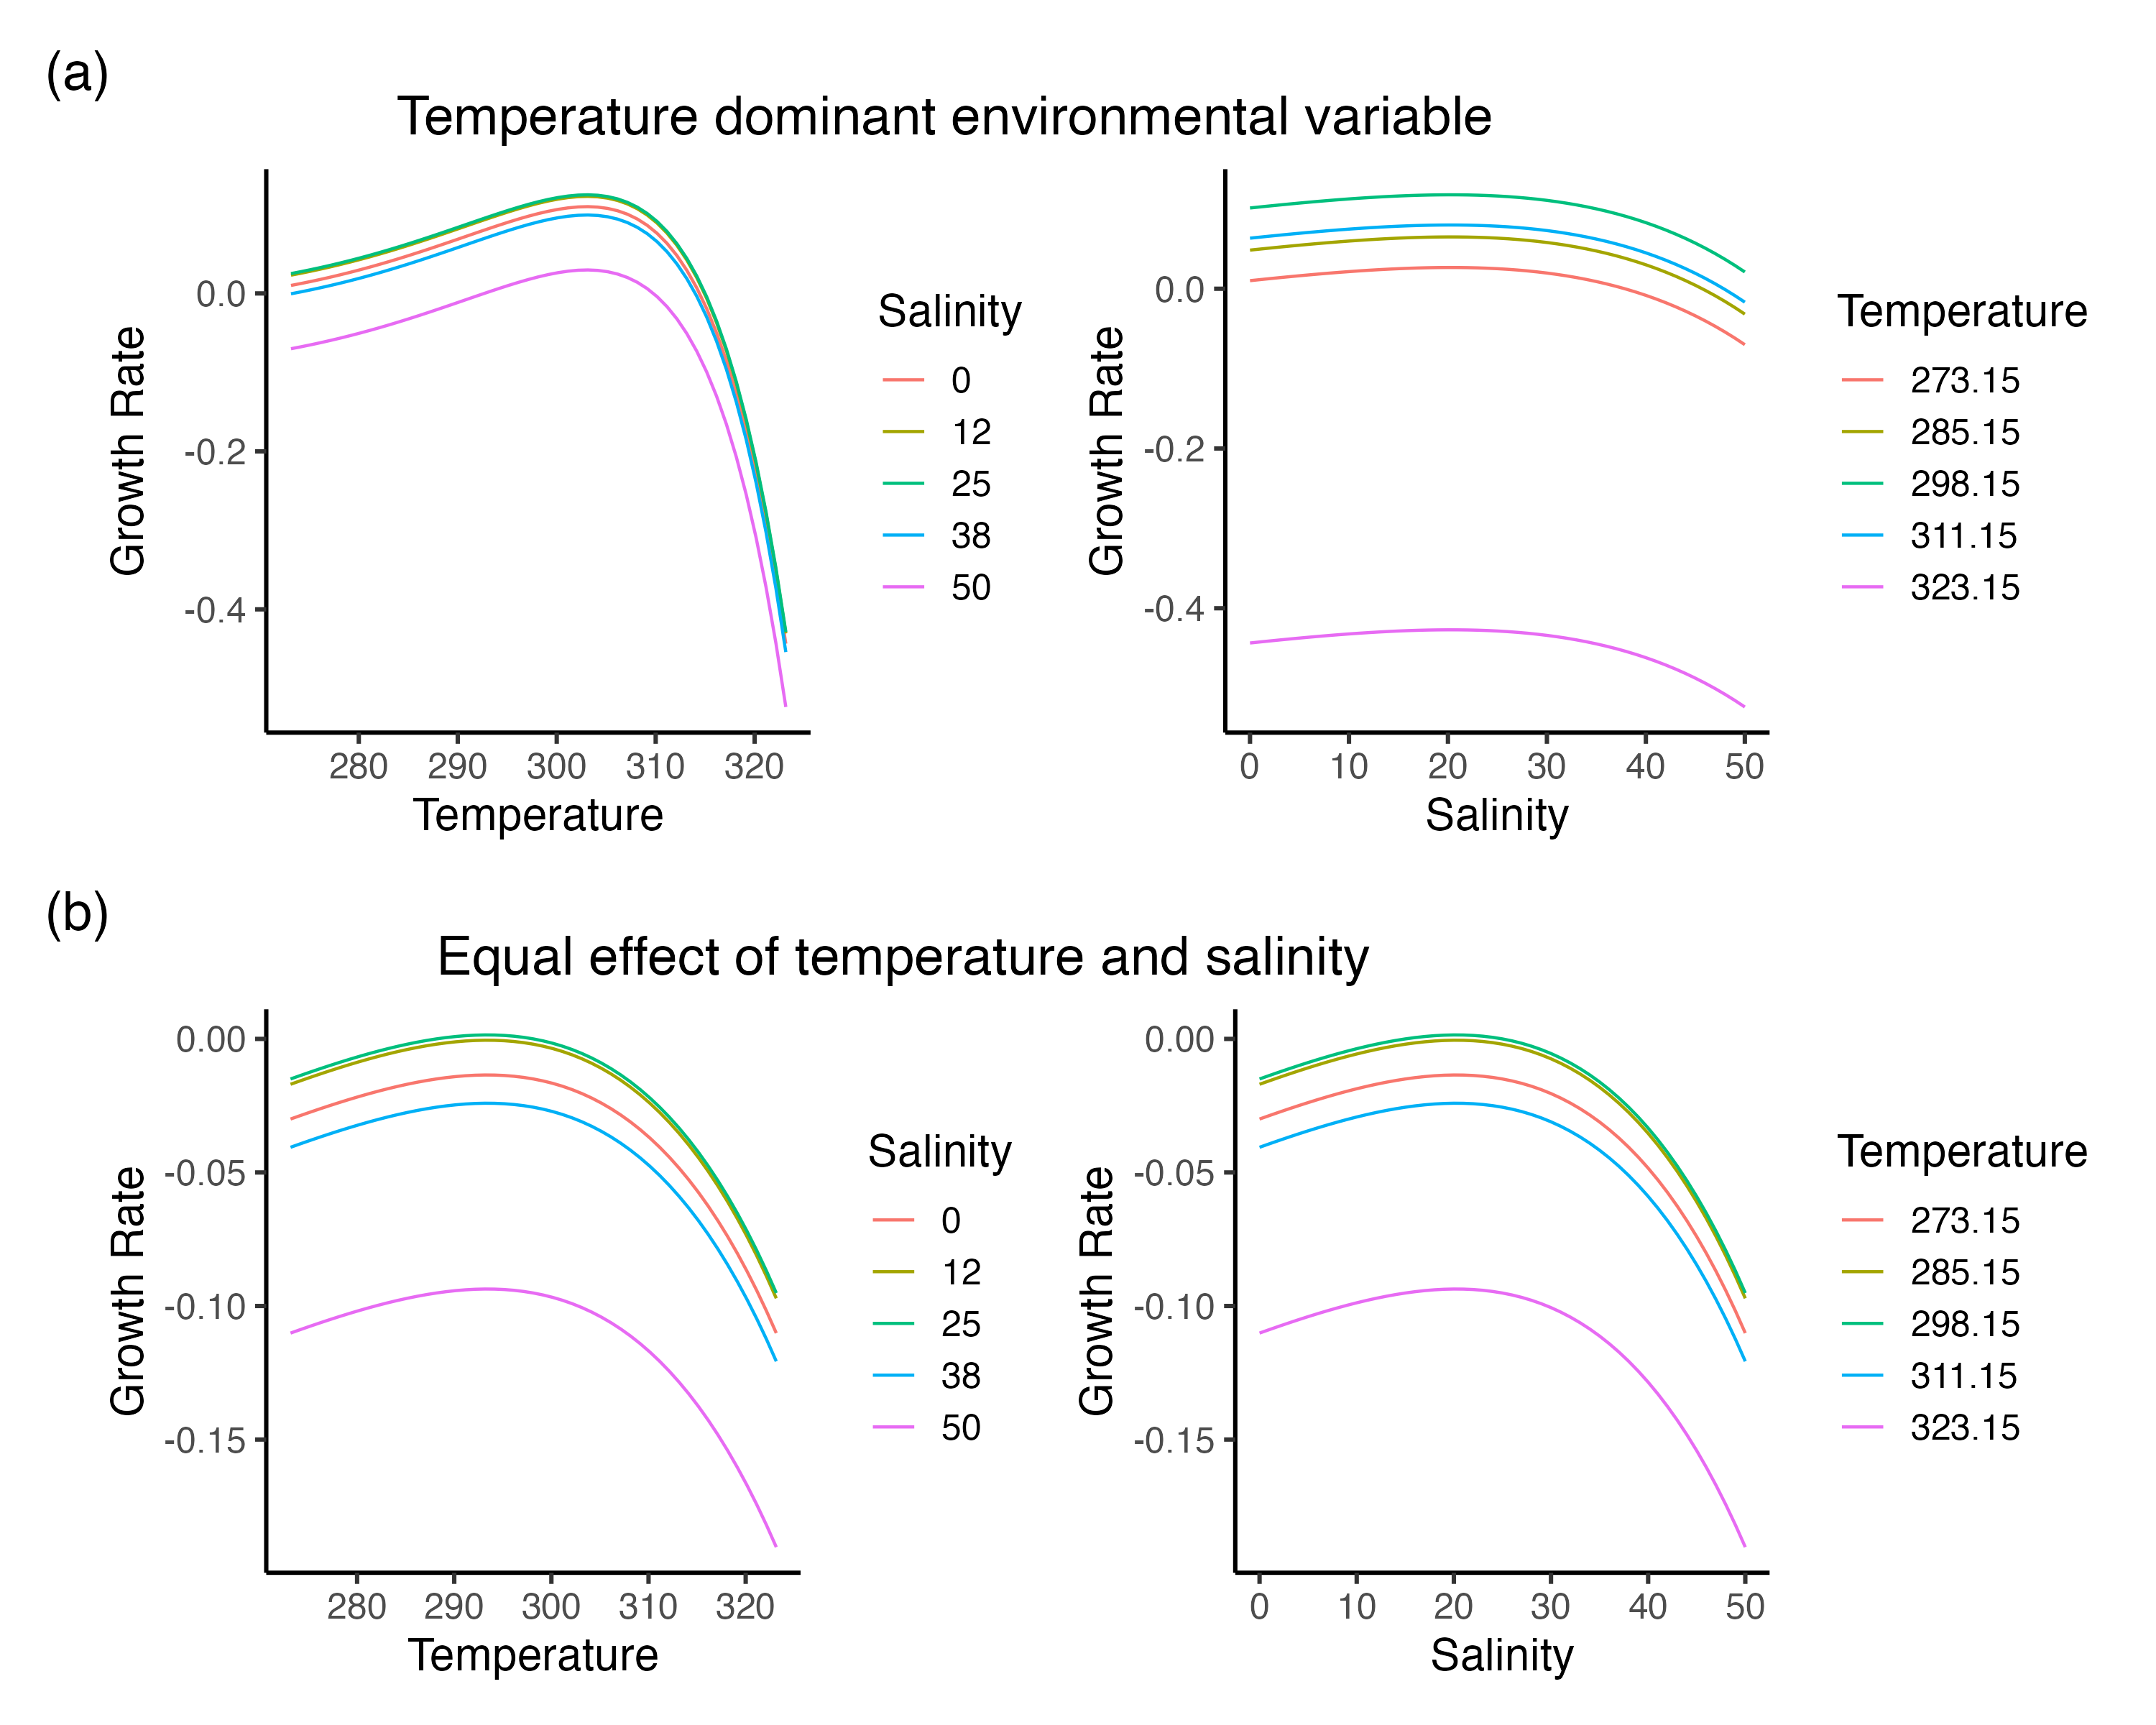 (a)
Temperature dominant environmental variable
Growth Rate
0.0
-0.2
-0.4
280 290 300 310 320
Temperature
Salinity
0
12
25
38
50
Growth Rate
0.0
-0.2
-0.4
0 10 20 30 40 50
Salinity
Temperature
273.15
285.15
298.15
311.15
323.15
(b)
Equal effect of temperature and salinity
Growth Rate
0.00
-0.05
-0.10
-0.15
280 290 300 310 320
Temperature
Salinity
0
12
25
38
50
Growth Rate
0.00
-0.05
-0.10
-0.15
0 10 20 30 40 50
Salinity
Temperature
273.15
285.15
298.15
311.15
323.15